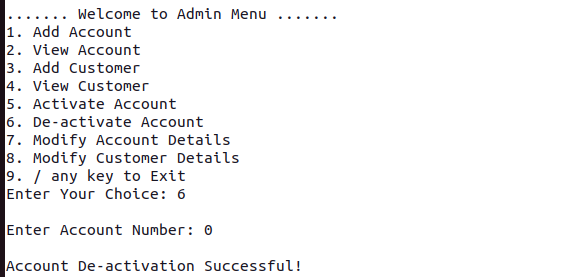 ....... Welcome to Admin Menu .......
1. Add Account
2. View Account
3. Add Customer
4. View Customer
5. Activate Account
6. De-activate Account
7. Modify Account Details
8. Modify Customer Details
9. / any key to Exit
Enter Your Choice: 6
Enter Account Number: 0
Account De-activation Successful!